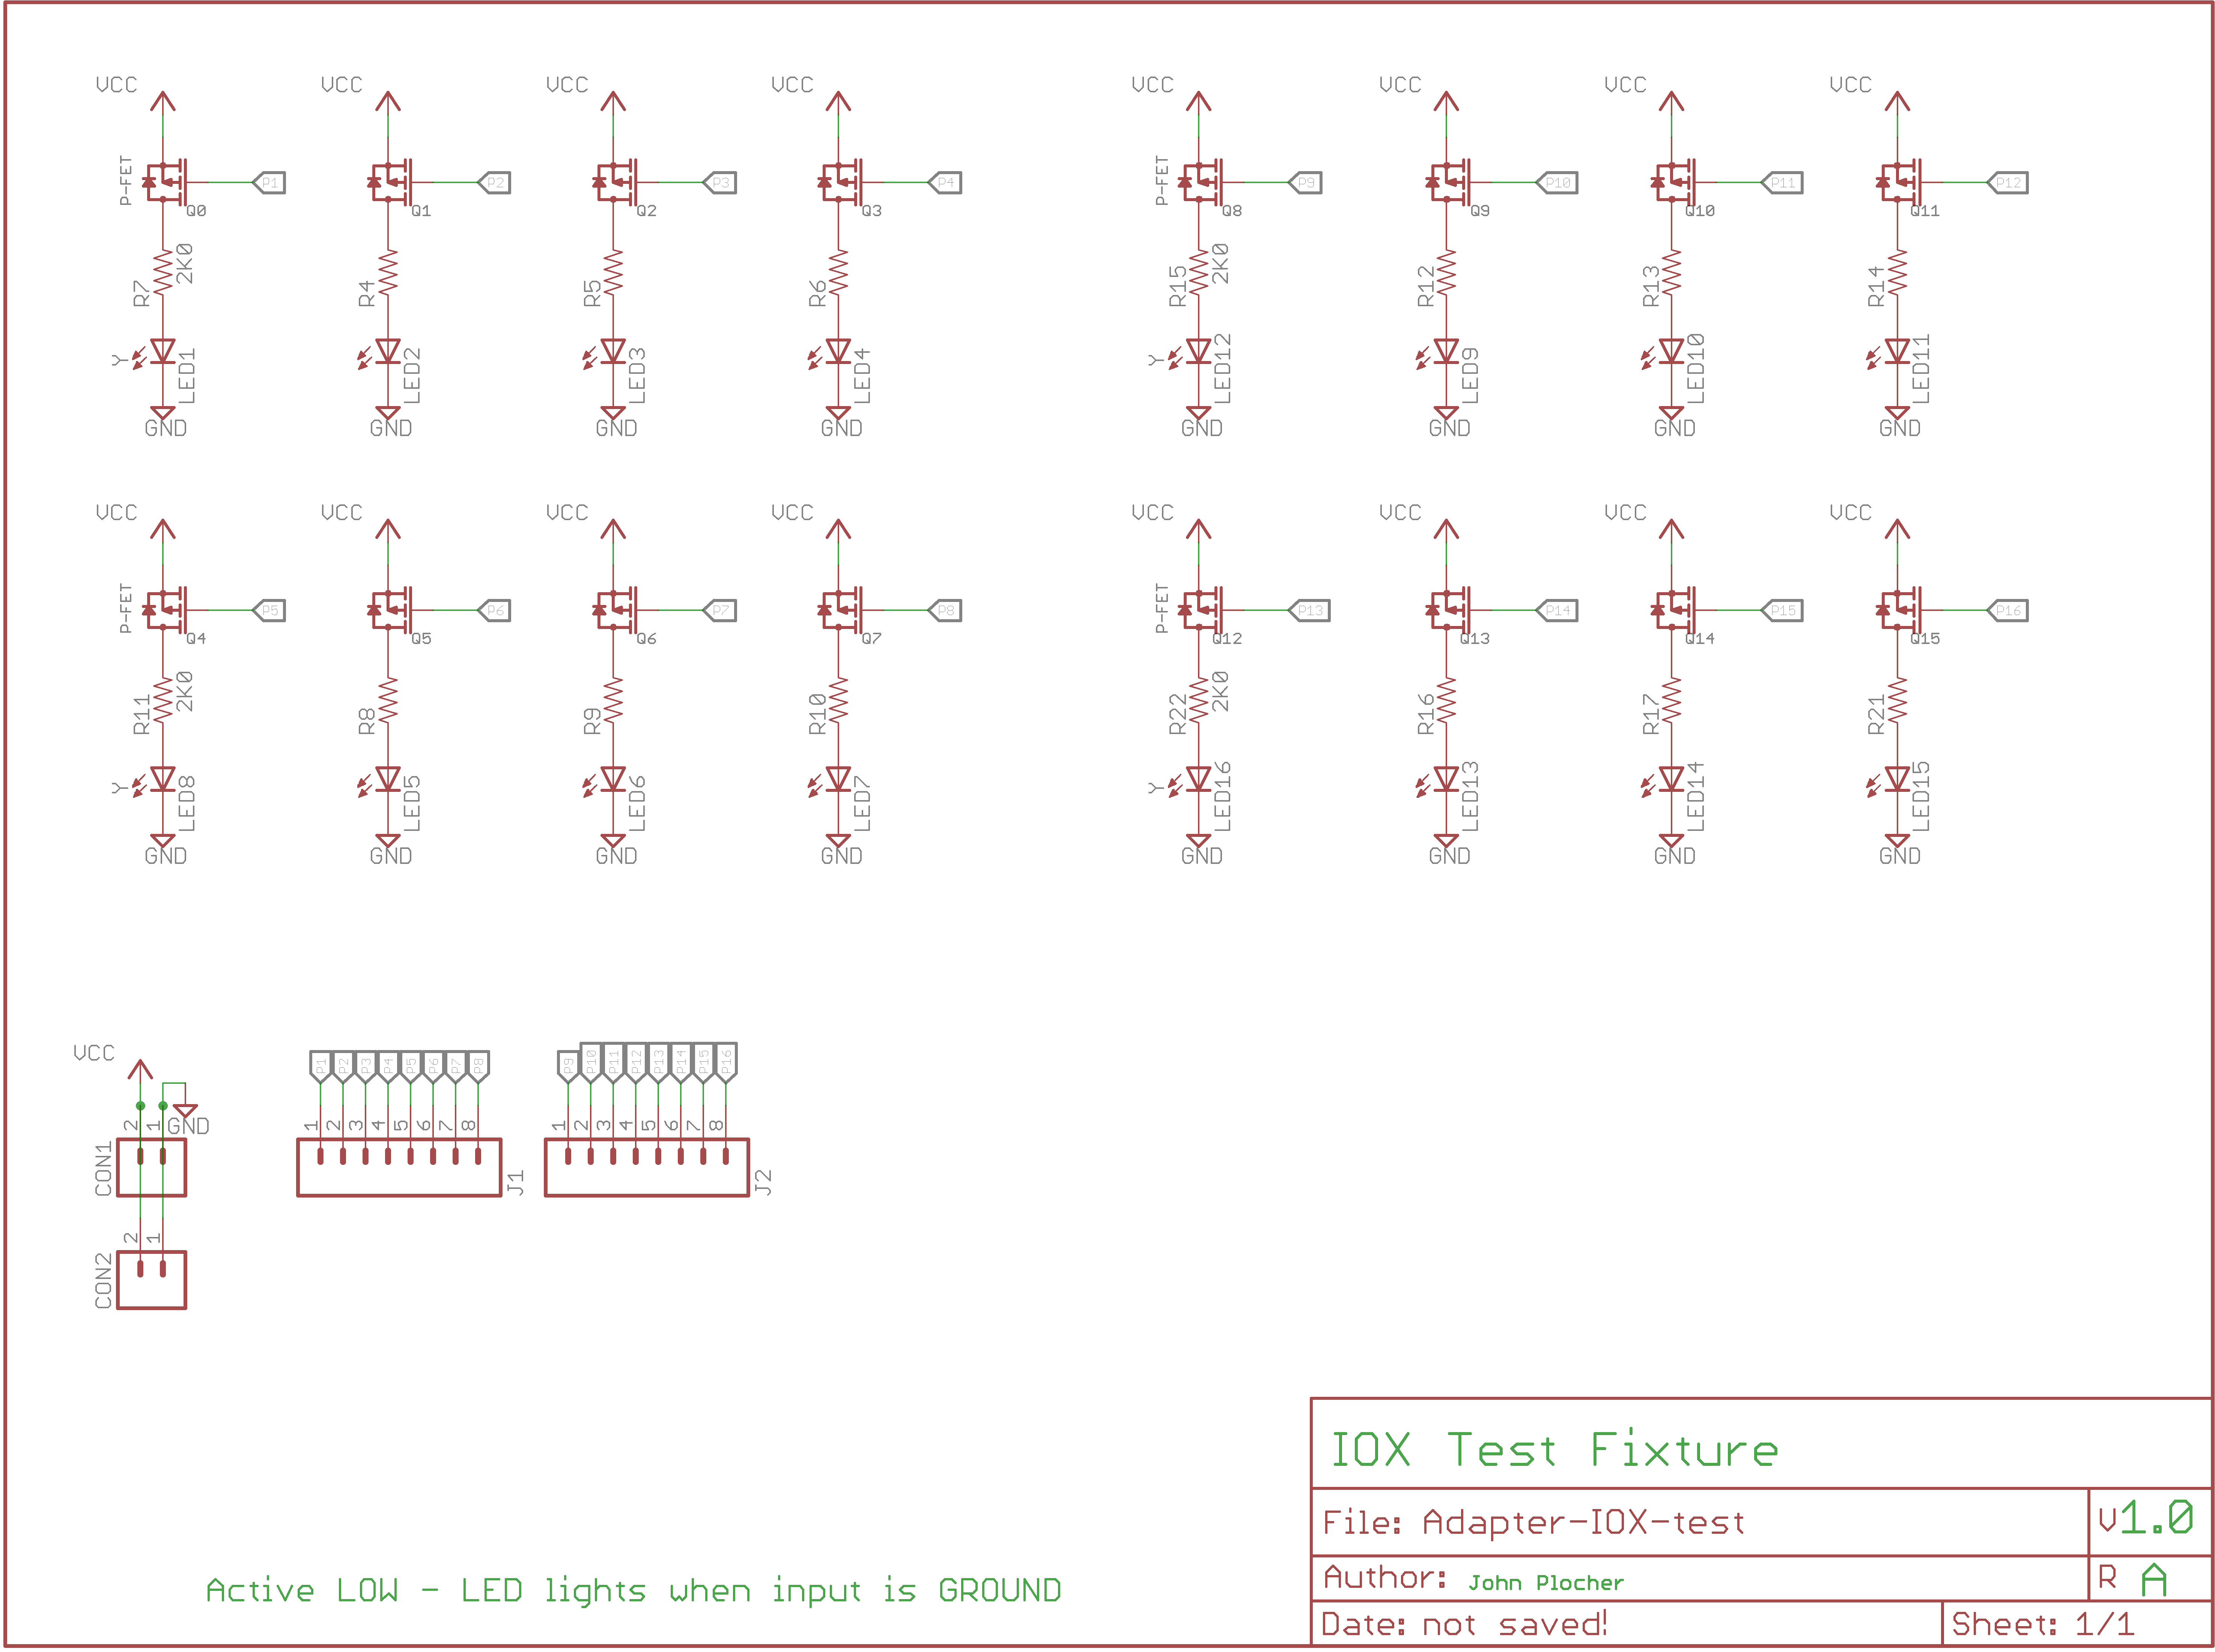 VCC VCC VCC VCC VCC VCC VCC VCC
P-FET P1 P2 P3 P4 P-FET P9 P10 P11 P12
Q0 Q1 Q2 Q3 Q8 Q9 Q10 Q11
R7 2K0 R4 R5 R6 R15 2K0 R12 R13 R14
Y LED1 LED2 LED3 LED4 Y LED12 LED9 LED10 LED11
GND GND GND GND GND GND GND GND
VCC VCC VCC VCC VCC VCC VCC VCC
P-FET P5 P6 P7 P8 P-FET P13 P14 P15 P16
Q4 Q5 Q6 Q7 Q12 Q13 Q14 Q15
R11 2K0 R8 R9 R10 R22 2K0 R16 R17 R21
Y LED8 LED5 LED6 LED7 Y LED16 LED13 LED14 LED15
GND GND GND GND GND GND GND GND
VCC
P1 P2 P3 P4 P5 P6 P7 P8 P9 P10 P11 P12 P13 P14 P15 P16
2 1 GND 1 2 3 4 5 6 7 8 1 2 3 4 5 6 7 8
CON1 J1 J2
2 1
CON2
IOX Test Fixture
File: Adapter-IOX-test V1.0
Author: John Plocher R A
Active LOW - LED lights when input is GROUND
Date: not saved! Sheet: 1/1